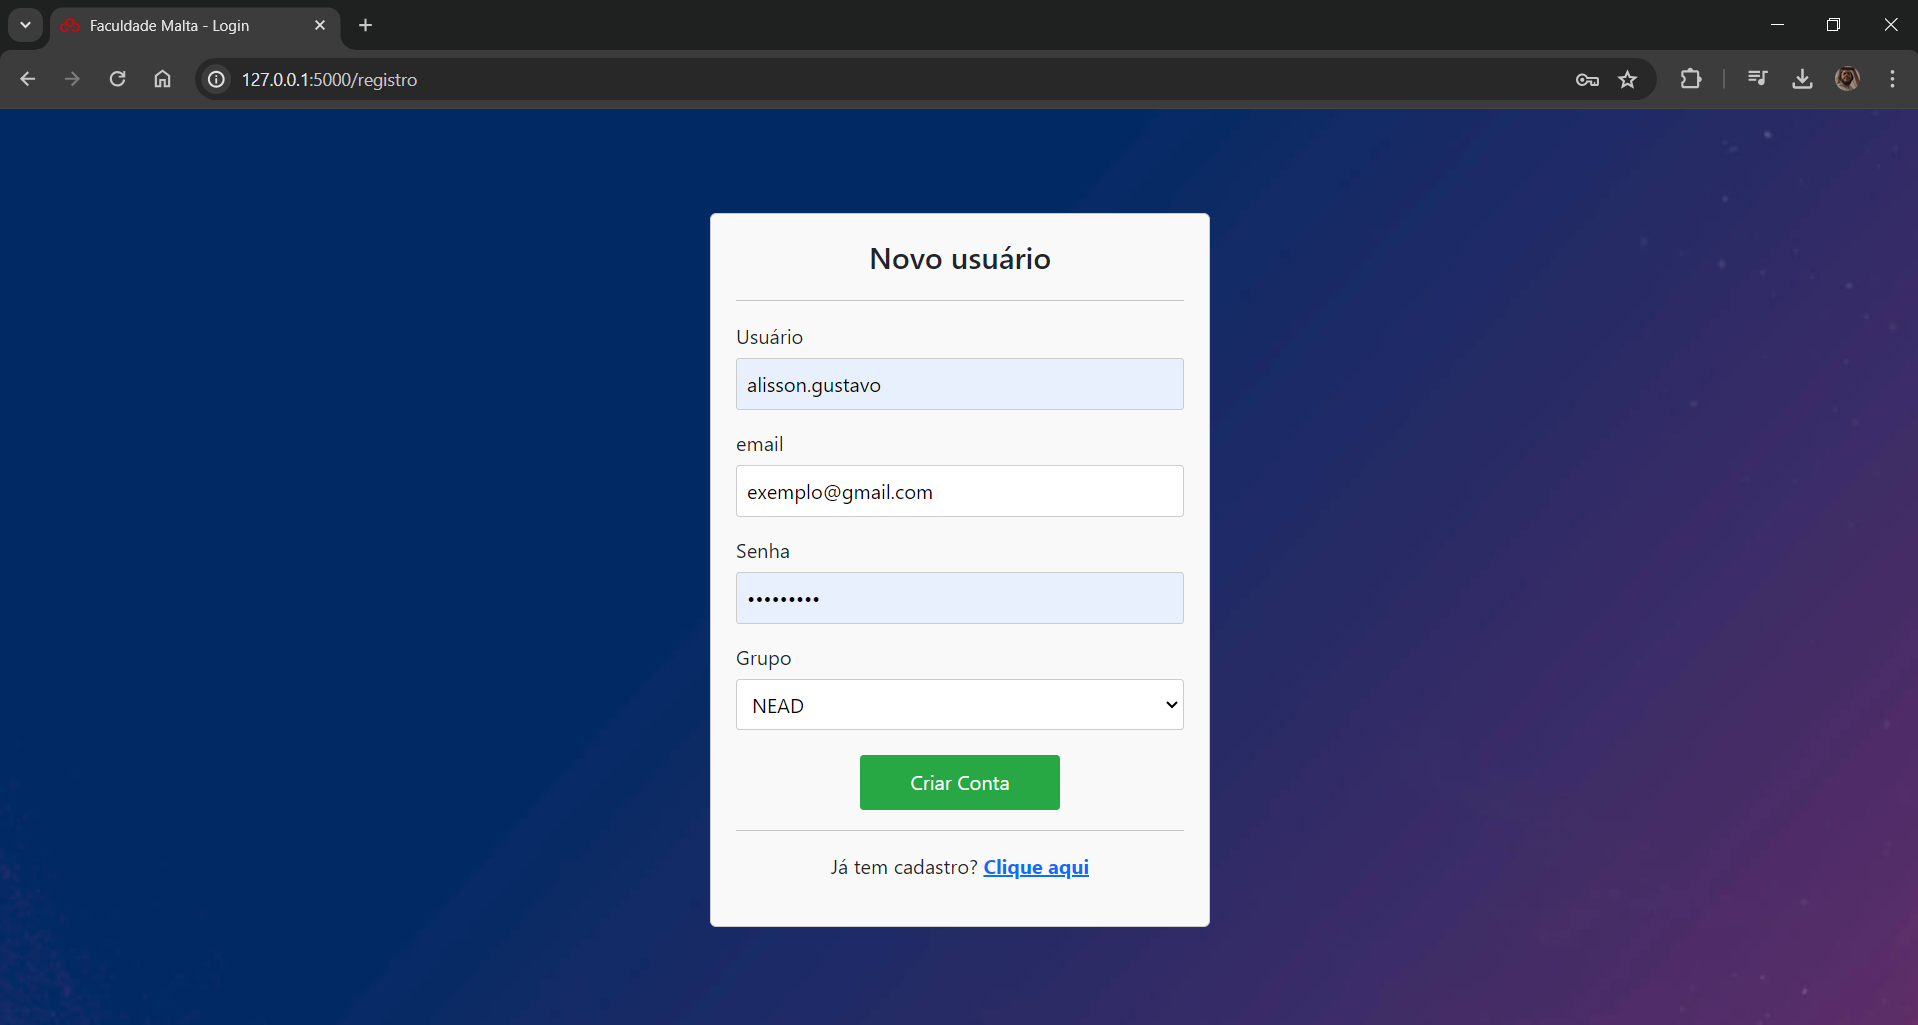 Faculdade Malta - Login
127.0.0.1:5000/registro
Novo usuário
Usuário
alisson.gustavo
email
exemplo@gmail.com
Senha
•••••••••
Grupo
NEAD
Criar Conta
Já tem cadastro? Clique aqui